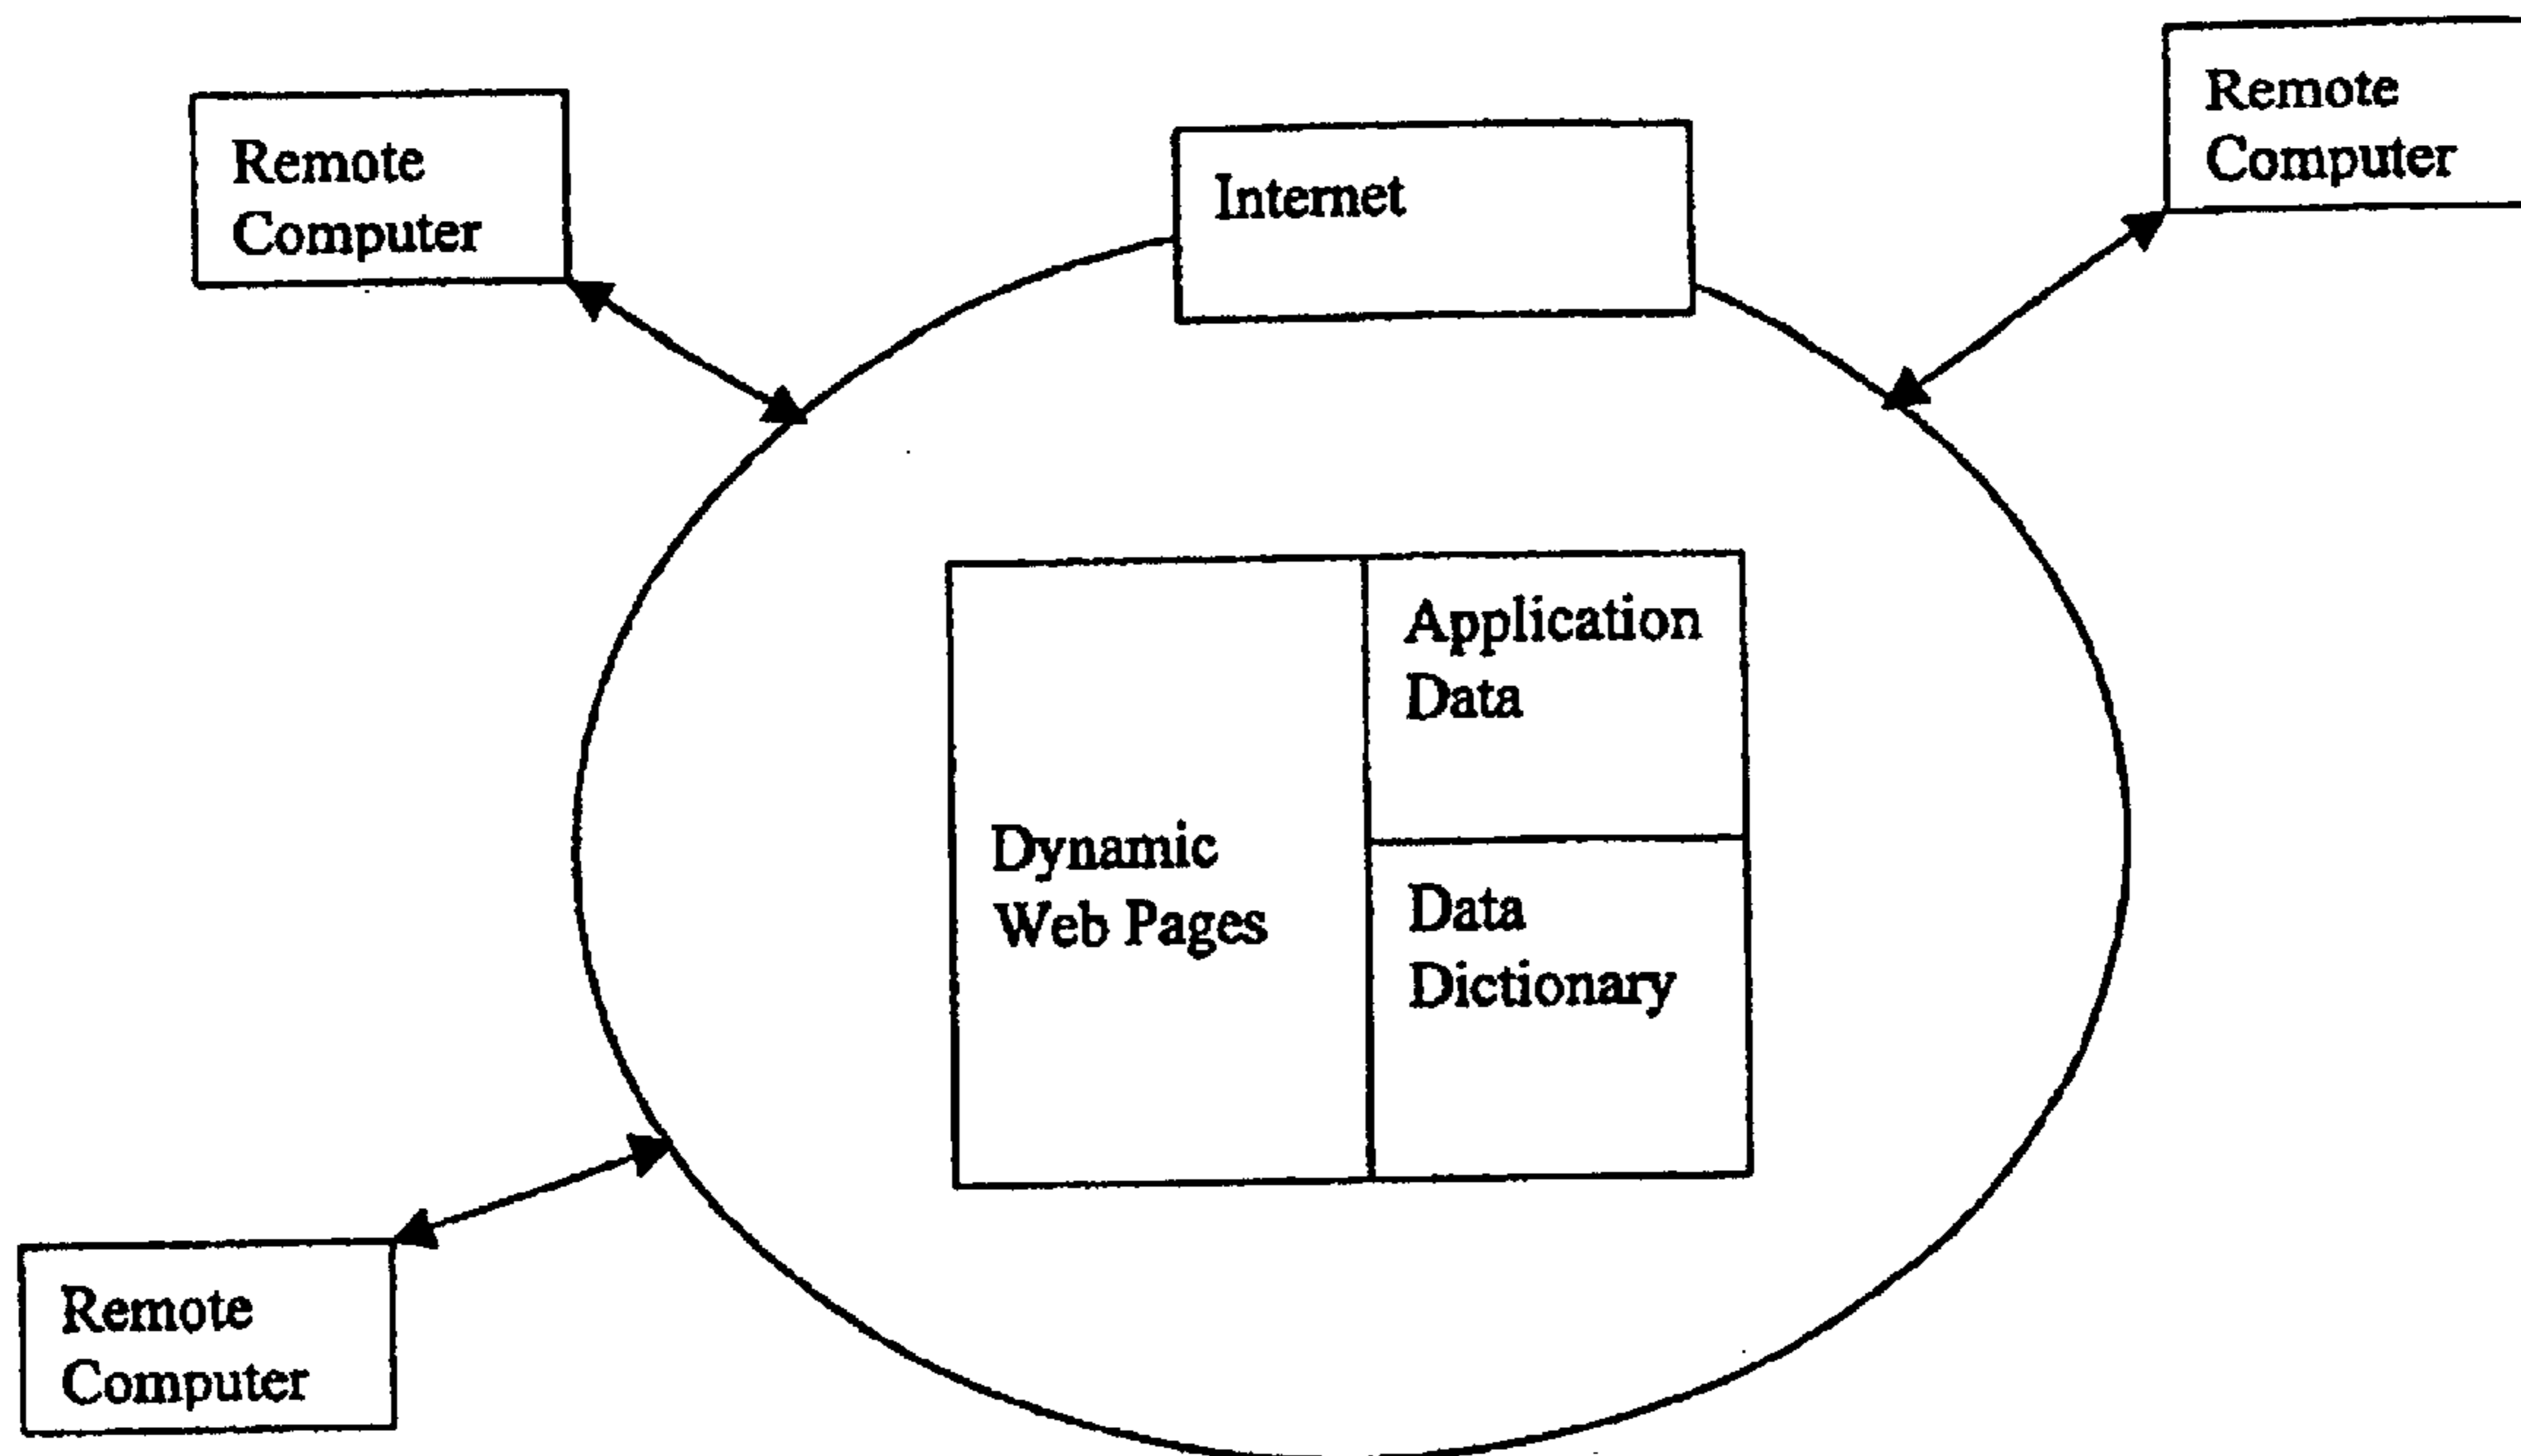 Remote
Computer
Internet
Remote
Computer
Application
Data
Dynamic
Web Pages
Data
Dictionary
Remote
Computer